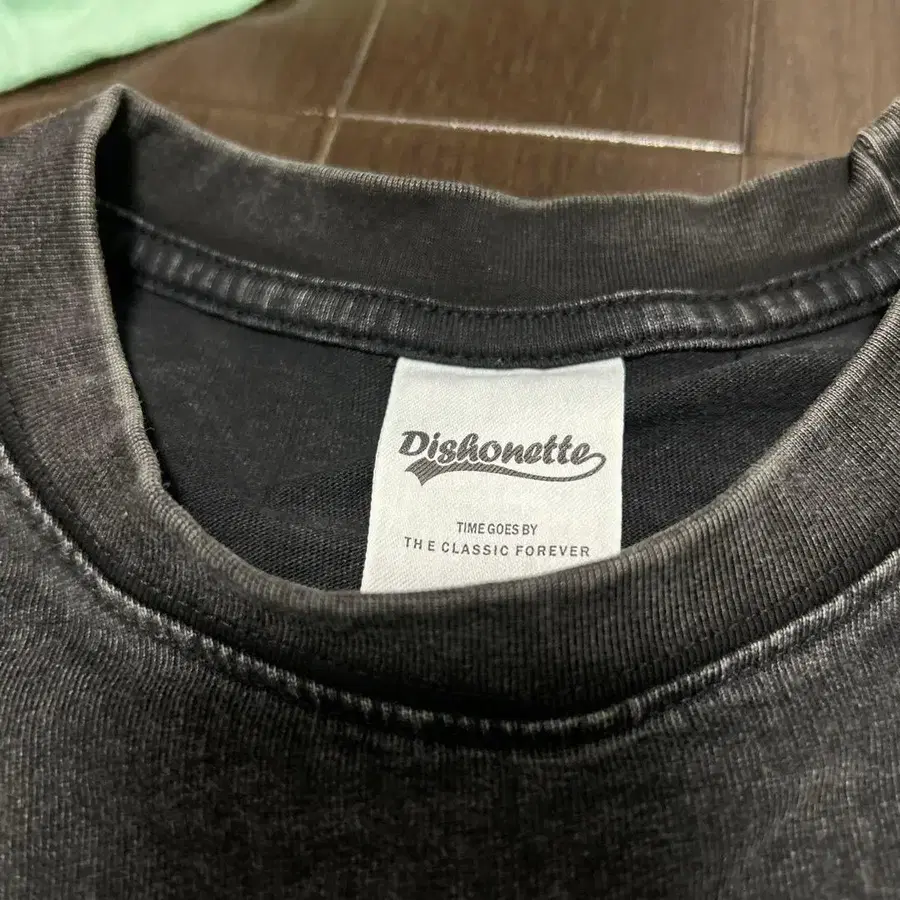 Dishonette
TIME GOES BY
THE CLASSIC FOREVER